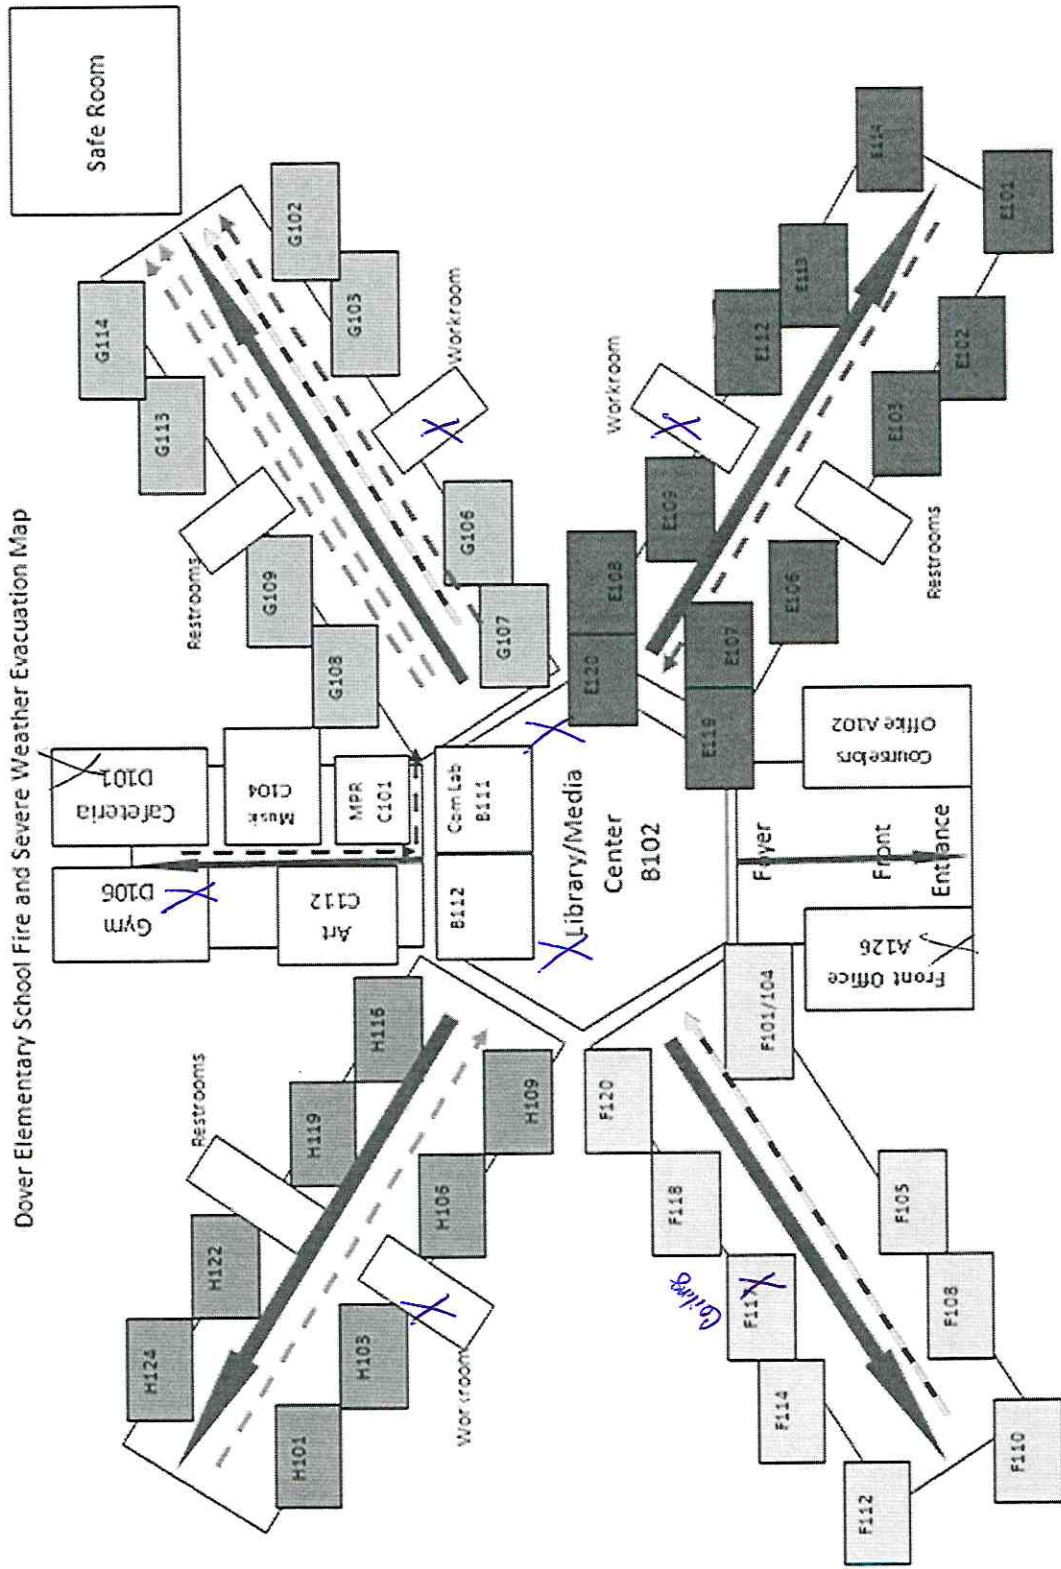 Dover Elementary School Fire and Severe Weather Evacuation Map
Safe Room
H124
H122
Restrooms
H119
H116
H101
H103
Workroom
H106
H109
Gym
D106
Cafeteria
D101
Art
C112
Music
C104
MPR
C101
B112
Com Lab
B111
Library/Media
Center
B102
G108
G109
Restrooms
G113
G114
G107
G106
Workroom
G103
G102
F120
F118
Ceiling
F117
F114
F112
F110
F108
F105
F101/104
Front Office
A126
Foyer
Front
Entrance
Counselors
Office A102
E120
E108
E109
Workroom
E112
E113
E114
E119
E107
E106
Restrooms
E103
E102
E101